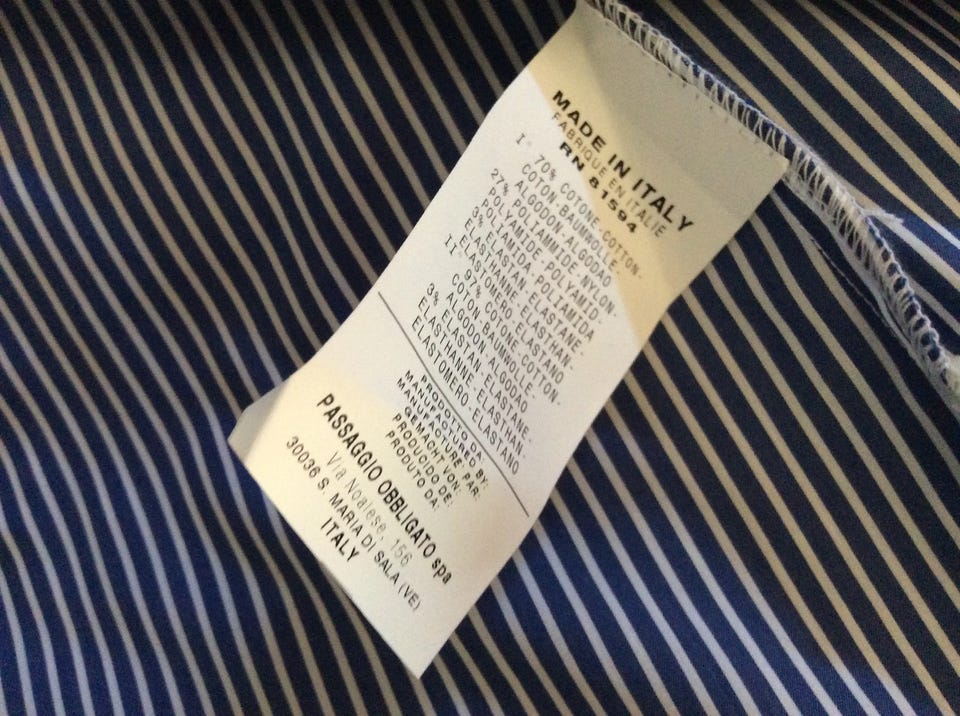 MADE IN ITALY
FABRIQUE EN ITALIE
RN 81594
I- 70% COTONE-COTTON-
COTON-BAUMWOLLE-
ALGODON-ALGODAO
27% POLIAMMIDE-NYLON-
POLYAMIDE-POLYAMID-
POLIAMIDA-POLIAMIDA
3% ELASTAN-ELASTANE-
ELASTHANNE-ELASTHAN-
ELASTOMERO-ELASTANO
II 97% COTONE-COTTON-
COTON-BAUMWOLLE-
ALGODON-ALGODAO
3% ELASTAN-ELASTANE-
ELASTHANNE-ELASTHAN-
ELASTOMERO-ELASTANO
PRODOTTO DA
MANUFACTURED BY:
MANUFACTURE PAR:
GEMACHT VON:
PRODUCIDO DE:
PRODUTO DA:
PASSAGGIO OBBLIGATO spa
Via Noalese, 156
30036 S. MARIA DI SALA (VE)
ITALY